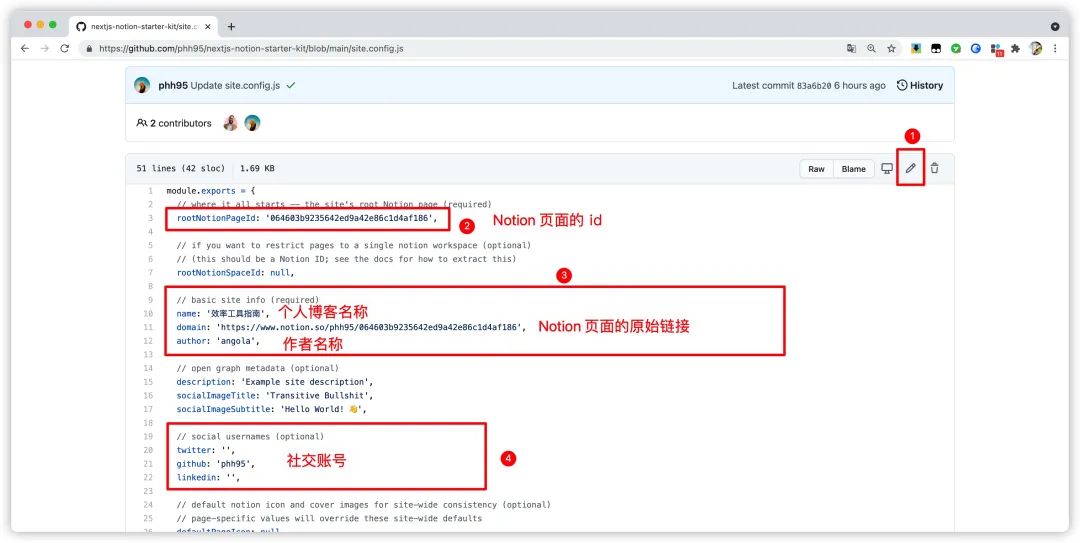 nextjs-notion-starter-kit/site.c
https://github.com/phh95/nextjs-notion-starter-kit/blob/main/site.config.js
11
phh95 Update site.config.js
Latest commit 83a6b20 6 hours ago History
2 contributors
1
51 lines (42 sloc) 1.69 KB
Raw Blame
1 module.exports = {
2 // where it all starts -- the site's root Notion page (required)
3 rootNotionPageId: '064603b9235642ed9a42e86c1d4af186',
2 Notion 页面的 id
4
5 // if you want to restrict pages to a single notion workspace (optional)
6 // (this should be a Notion ID; see the docs for how to extract this)
7 rootNotionSpaceId: null,
3
8
9 // basic site info (required)
10 name: '效率工具指南', 个人博客名称
11 domain: 'https://www.notion.so/phh95/064603b9235642ed9a42e86c1d4af186', Notion 页面的原始链接
12 author: 'angola', 作者名称
13
14 // open graph metadata (optional)
15 description: 'Example site description',
16 socialImageTitle: 'Transitive Bullshit',
17 socialImageSubtitle: 'Hello World! 👋',
18
19 // social usernames (optional)
20 twitter: '',
21 github: 'phh95', 社交账号 4
22 linkedin: '',
23
24 // default notion icon and cover images for site-wide consistency (optional)
25 // page-specific values will override these site-wide defaults
26 defaultPageIcon: null